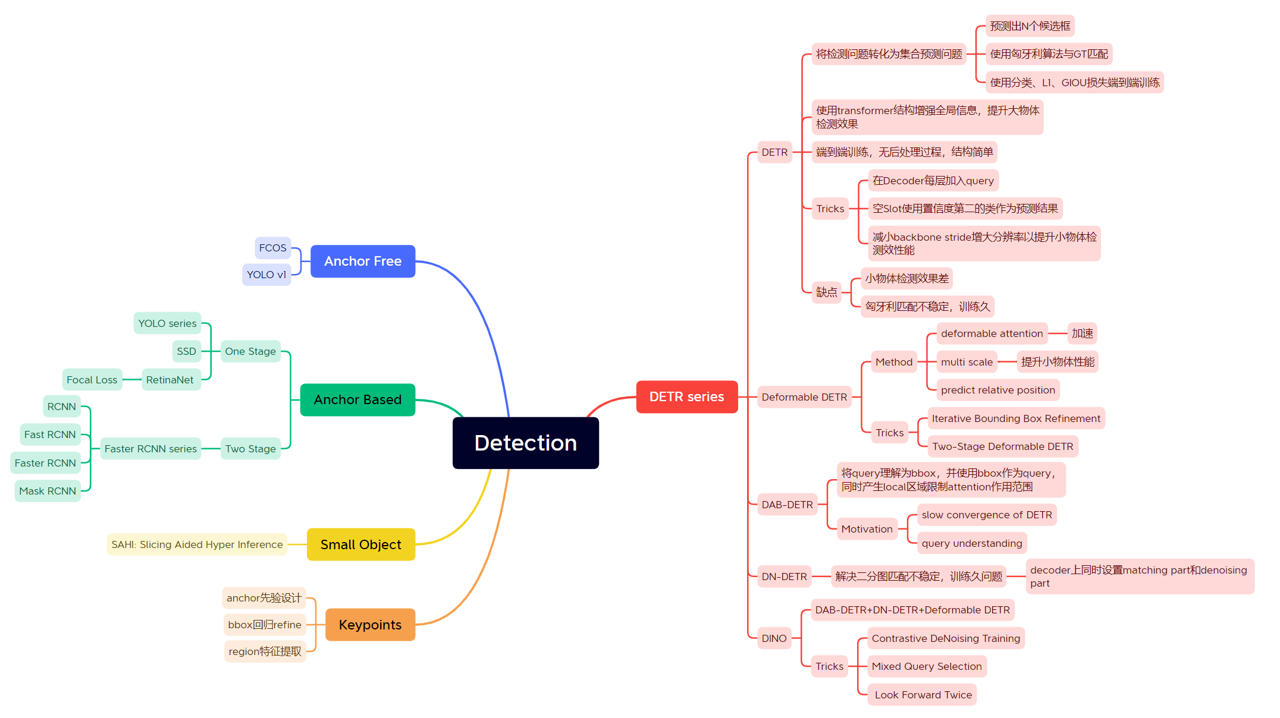 Detection
Anchor Free
FCOS
YOLO v1
Anchor Based
One Stage
YOLO series
SSD
RetinaNet
Focal Loss
Two Stage
Faster RCNN series
RCNN
Fast RCNN
Faster RCNN
Mask RCNN
Small Object
SAHI: Slicing Aided Hyper Inference
Keypoints
anchor先验设计
bbox回归refine
region特征提取
DETR series
DETR
将检测问题转化为集合预测问题
预测出N个候选框
使用匈牙利算法与GT匹配
使用分类、L1、GIOU损失端到端训练
使用transformer结构增强全局信息，提升大物体
检测效果
端到端训练，无后处理过程，结构简单
Tricks
在Decoder每层加入query
空Slot使用置信度第二的类作为预测结果
减小backbone stride增大分辨率以提升小物体检
测效性能
缺点
小物体检测效果差
匈牙利匹配不稳定，训练久
Deformable DETR
Method
deformable attention
加速
multi scale
提升小物体性能
predict relative position
Tricks
Iterative Bounding Box Refinement
Two-Stage Deformable DETR
DAB-DETR
将query理解为bbox，并使用bbox作为query，
同时产生local区域限制attention作用范围
Motivation
slow convergence of DETR
query understanding
DN-DETR
解决二分图匹配不稳定，训练久问题
decoder上同时设置matching part和denoising
part
DINO
DAB-DETR+DN-DETR+Deformable DETR
Tricks
Contrastive DeNoising Training
Mixed Query Selection
Look Forward Twice